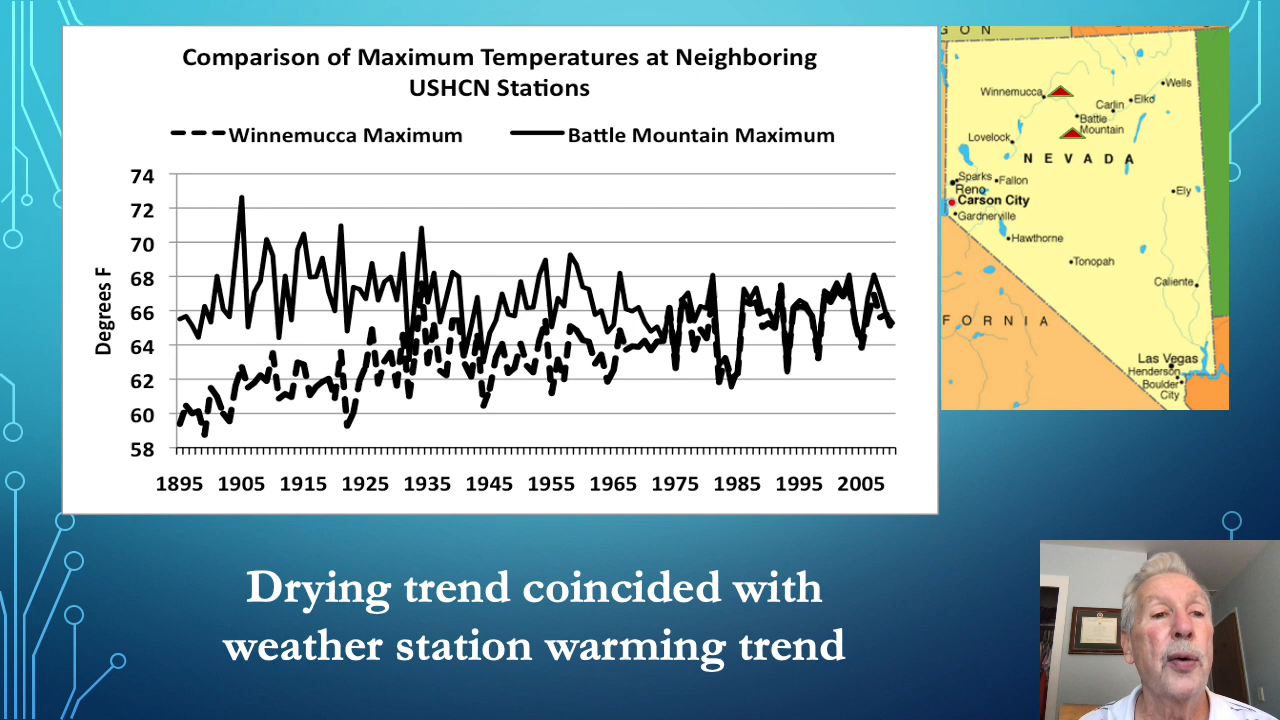 Comparison of Maximum Temperatures at Neighboring
USHCN Stations
Winnemucca Maximum
Battle Mountain Maximum
Degrees F
74
72
70
68
66
64
62
60
58
1895 1905 1915 1925 1935 1945 1955 1965 1975 1985 1995 2005
G O N
Winnemucca
Wells
Carlin
Elko
Battle
Mountain
Lovelock
N E V A D A
Sparks
Fallon
Reno
Carson City
Ely
Gardnerville
Hawthorne
Tonopah
Caliente
F O R N I A
Las Vegas
Henderson
Boulder
City
Drying trend coincided with
weather station warming trend